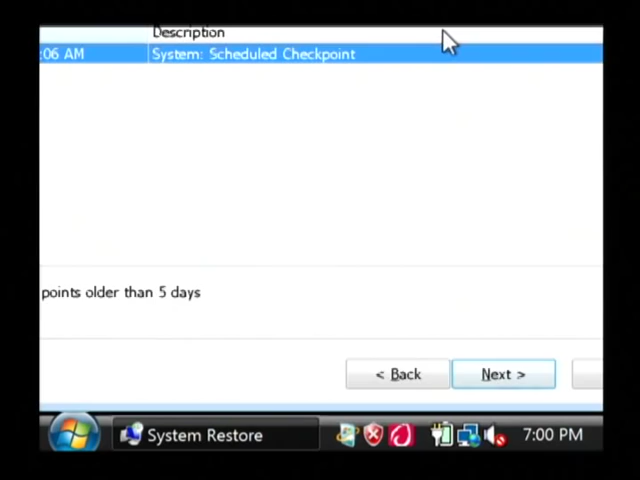 Description
:06 AM System: Scheduled Checkpoint
points older than 5 days
< Back Next >
System Restore 7:00 PM